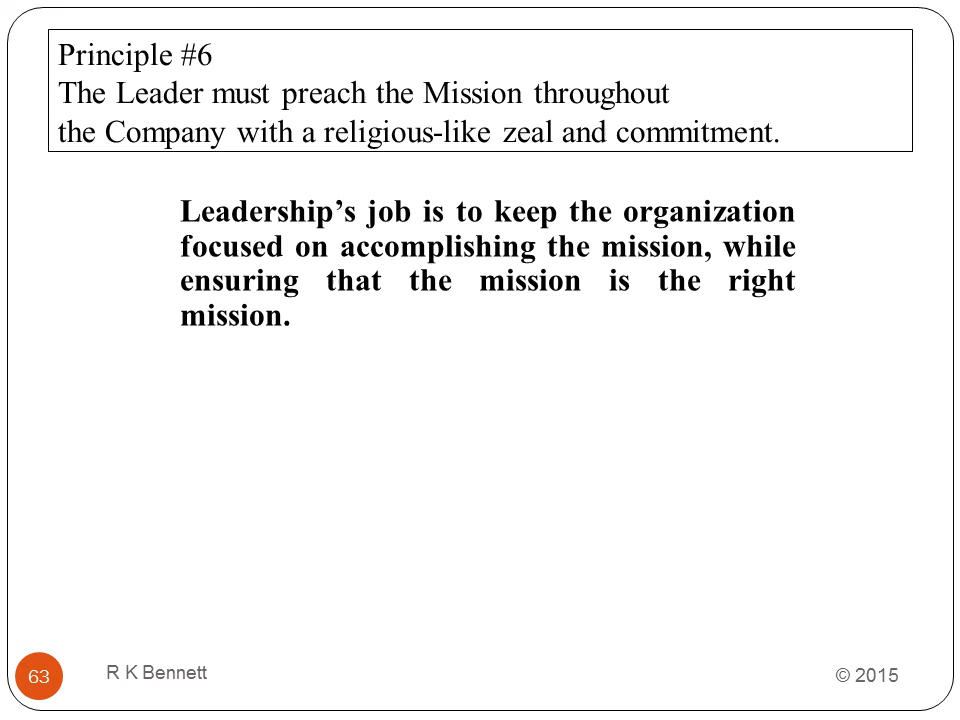 Principle #6
The Leader must preach the Mission throughout
the Company with a religious-like zeal and commitment.
Leadership’s job is to keep the organization
focused on accomplishing the mission, while
ensuring that the mission is the right
mission.
63
R K Bennett
© 2015